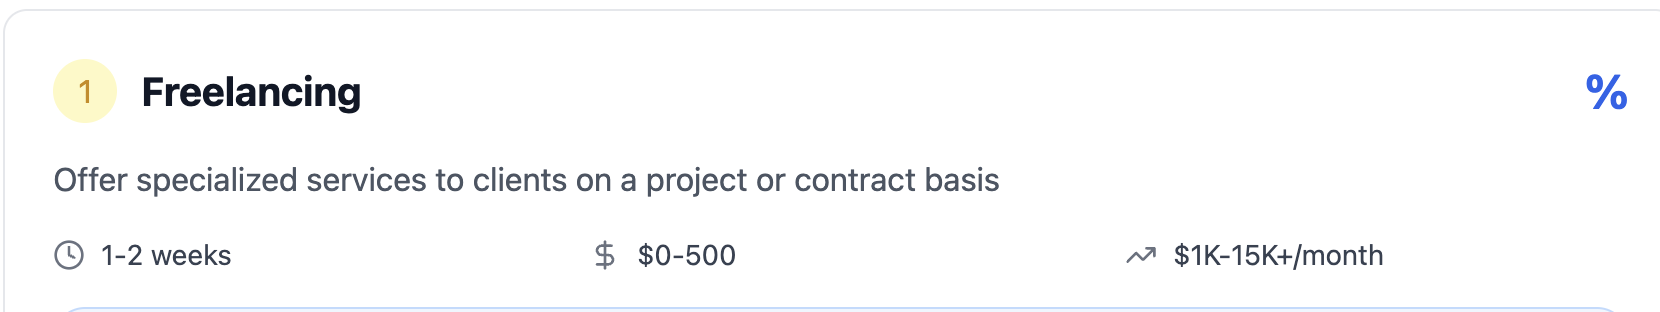 1 Freelancing %
Offer specialized services to clients on a project or contract basis
1-2 weeks $0-500 $1K-15K+/month